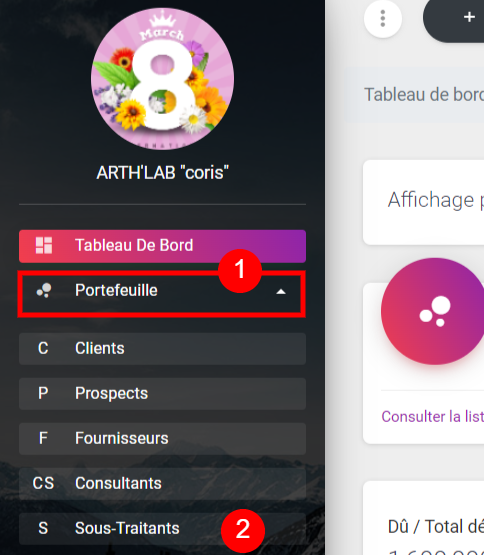 March
8
ARTH'LAB "coris"
Tableau De Bord
1
Portefeuille
C Clients
P Prospects
F Fournisseurs
CS Consultants
S Sous-Traitants
2
+
Tableau de bord
Affichage p
Consulter la list
Dû / Total dé